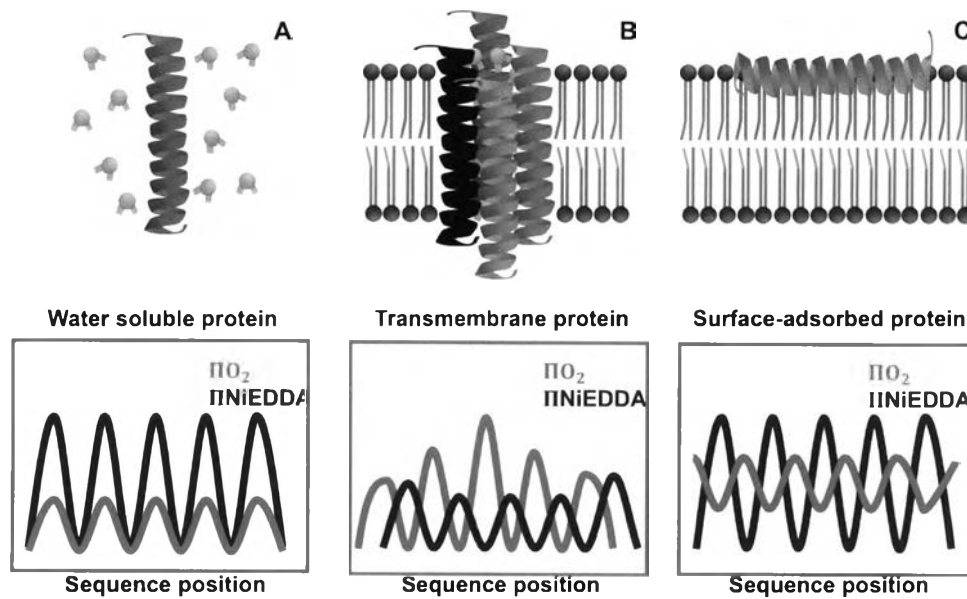 A
B
C
Water soluble protein
Transmembrane protein
Surface-adsorbed protein
ΠO₂
ΠNiEDDA
ΠO₂
ΠNiEDDA
ΠO₂
ΠNiEDDA
Sequence position
Sequence position
Sequence position